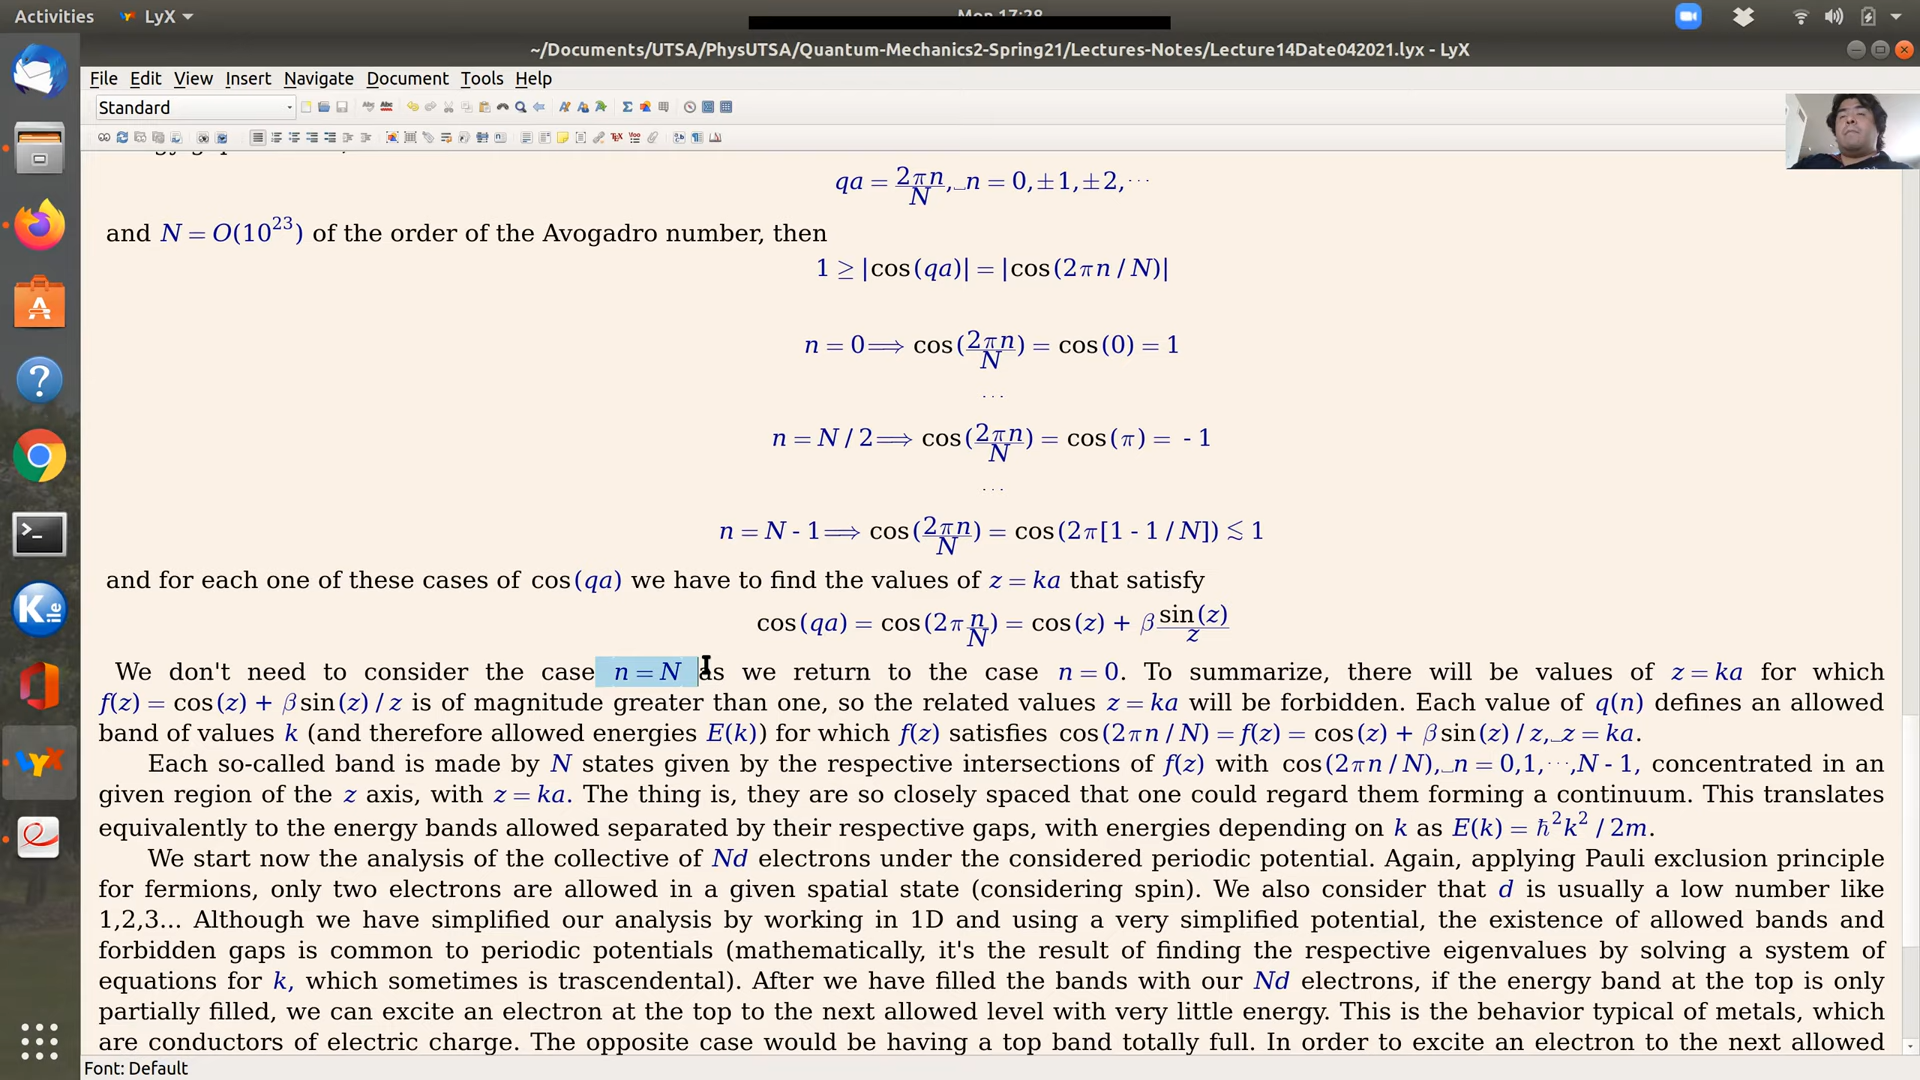 Activities LyX Mon 17:28
~/Documents/UTSA/PhysUTSA/Quantum-Mechanics2-Spring21/Lectures-Notes/Lecture14Date042021.lyx - LyX
File Edit View Insert Navigate Document Tools Help
Standard
qa = 2πn/N,␣n = 0,±1,±2,⋯
and N = O(10^23) of the order of the Avogadro number, then
1 ≥ |cos(qa)| = |cos(2πn / N)|
n = 0 ⟹ cos(2πn/N) = cos(0) = 1
⋯
n = N / 2 ⟹ cos(2πn/N) = cos(π) = - 1
⋯
n = N - 1 ⟹ cos(2πn/N) = cos(2π[1 - 1 / N]) ≲ 1
and for each one of these cases of cos(qa) we have to find the values of z = ka that satisfy
cos(qa) = cos(2π n/N) = cos(z) + β sin(z)/z
We don't need to consider the case n = N as we return to the case n = 0. To summarize, there will be values of z = ka for which
f(z) = cos(z) + β sin(z) / z is of magnitude greater than one, so the related values z = ka will be forbidden. Each value of q(n) defines an allowed
band of values k (and therefore allowed energies E(k)) for which f(z) satisfies cos(2πn / N) = f(z) = cos(z) + β sin(z) / z,␣z = ka.
Each so-called band is made by N states given by the respective intersections of f(z) with cos(2πn / N),␣n = 0,1,⋯,N - 1, concentrated in an
given region of the z axis, with z = ka. The thing is, they are so closely spaced that one could regard them forming a continuum. This translates
equivalently to the energy bands allowed separated by their respective gaps, with energies depending on k as E(k) = ℏ²k² / 2m.
We start now the analysis of the collective of Nd electrons under the considered periodic potential. Again, applying Pauli exclusion principle
for fermions, only two electrons are allowed in a given spatial state (considering spin). We also consider that d is usually a low number like
1,2,3... Although we have simplified our analysis by working in 1D and using a very simplified potential, the existence of allowed bands and
forbidden gaps is common to periodic potentials (mathematically, it's the result of finding the respective eigenvalues by solving a system of
equations for k, which sometimes is trascendental). After we have filled the bands with our Nd electrons, if the energy band at the top is only
partially filled, we can excite an electron at the top to the next allowed level with very little energy. This is the behavior typical of metals, which
are conductors of electric charge. The opposite case would be having a top band totally full. In order to excite an electron to the next allowed
Font: Default